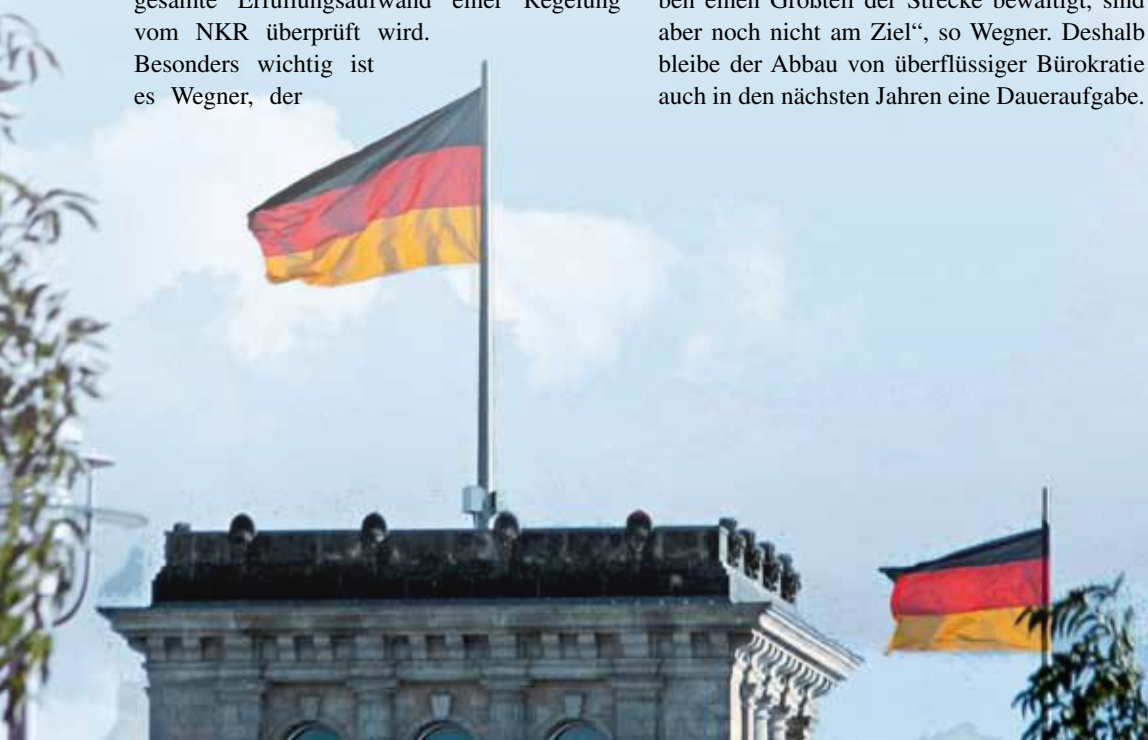 gesamte Erfüllungsaufwand einer Regelung
vom NKR überprüft wird.
Besonders wichtig ist
es Wegner, der
ben einen Großteil der Strecke bewältigt, sind
aber noch nicht am Ziel“, so Wegner. Deshalb
bleibe der Abbau von überflüssiger Bürokratie
auch in den nächsten Jahren eine Daueraufgabe.